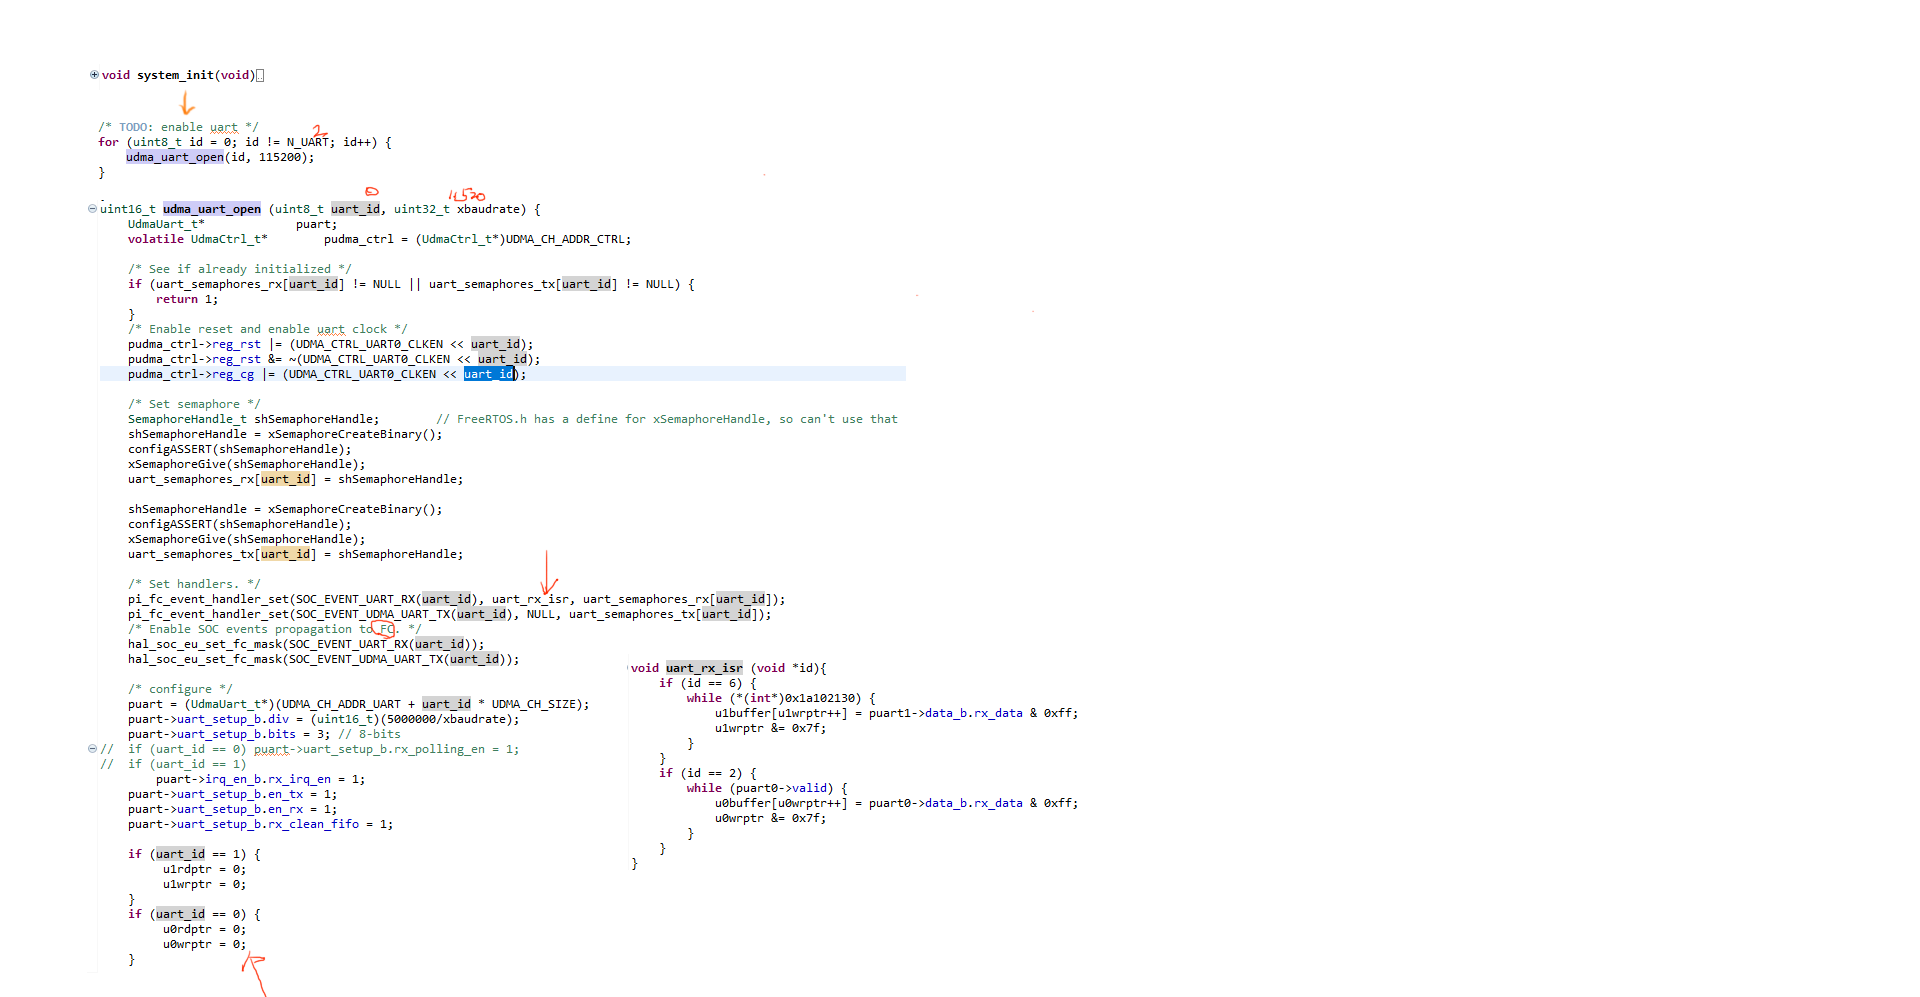 void system_init(void)
/* TODO: enable uart */
2
for (uint8_t id = 0; id != N_UART; id++) {
udma_uart_open(id, 115200);
}
0
uint16_t udma_uart_open (uint8_t uart_id, uint32_t xbaudrate) {
UdmaUart_t* puart;
volatile UdmaCtrl_t* pudma_ctrl = (UdmaCtrl_t*)UDMA_CH_ADDR_CTRL;
/* See if already initialized */
if (uart_semaphores_rx[uart_id] != NULL || uart_semaphores_tx[uart_id] != NULL) {
return 1;
}
/* Enable reset and enable uart clock */
pudma_ctrl->reg_rst |= (UDMA_CTRL_UART0_CLKEN << uart_id);
pudma_ctrl->reg_rst &= ~(UDMA_CTRL_UART0_CLKEN << uart_id);
pudma_ctrl->reg_cg |= (UDMA_CTRL_UART0_CLKEN << uart_id);
/* Set semaphore */
SemaphoreHandle_t shSemaphoreHandle; // FreeRTOS.h has a define for xSemaphoreHandle, so can't use that
shSemaphoreHandle = xSemaphoreCreateBinary();
configASSERT(shSemaphoreHandle);
xSemaphoreGive(shSemaphoreHandle);
uart_semaphores_rx[uart_id] = shSemaphoreHandle;
shSemaphoreHandle = xSemaphoreCreateBinary();
configASSERT(shSemaphoreHandle);
xSemaphoreGive(shSemaphoreHandle);
uart_semaphores_tx[uart_id] = shSemaphoreHandle;
/* Set handlers. */
pi_fc_event_handler_set(SOC_EVENT_UART_RX(uart_id), uart_rx_isr, uart_semaphores_rx[uart_id]);
pi_fc_event_handler_set(SOC_EVENT_UDMA_UART_TX(uart_id), NULL, uart_semaphores_tx[uart_id]);
/* Enable SOC events propagation to FC. */
hal_soc_eu_set_fc_mask(SOC_EVENT_UART_RX(uart_id));
hal_soc_eu_set_fc_mask(SOC_EVENT_UDMA_UART_TX(uart_id));
/* configure */
puart = (UdmaUart_t*)(UDMA_CH_ADDR_UART + uart_id * UDMA_CH_SIZE);
puart->uart_setup_b.div = (uint16_t)(5000000/xbaudrate);
puart->uart_setup_b.bits = 3; // 8-bits
// if (uart_id == 0) puart->uart_setup_b.rx_polling_en = 1;
// if (uart_id == 1)
puart->irq_en_b.rx_irq_en = 1;
puart->uart_setup_b.en_tx = 1;
puart->uart_setup_b.en_rx = 1;
puart->uart_setup_b.rx_clean_fifo = 1;
if (uart_id == 1) {
u1rdptr = 0;
u1wrptr = 0;
}
if (uart_id == 0) {
u0rdptr = 0;
u0wrptr = 0;
}
void uart_rx_isr (void *id){
if (id == 6) {
while (*(int*)0x1a102130) {
u1buffer[u1wrptr++] = puart1->data_b.rx_data & 0xff;
u1wrptr &= 0x7f;
}
}
if (id == 2) {
while (puart0->valid) {
u0buffer[u0wrptr++] = puart0->data_b.rx_data & 0xff;
u0wrptr &= 0x7f;
}
}
}